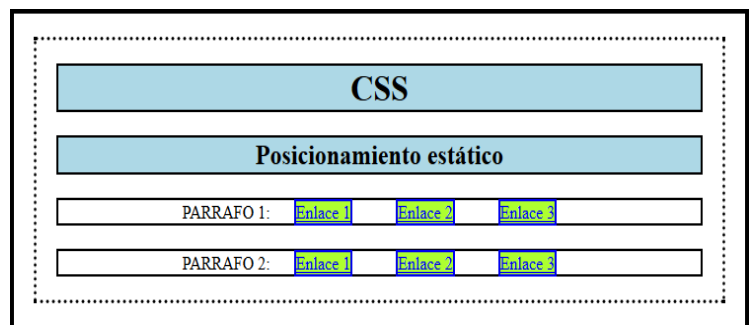 CSS
Posicionamiento estático
PARRAFO 1: Enlace 1 Enlace 2 Enlace 3
PARRAFO 2: Enlace 1 Enlace 2 Enlace 3